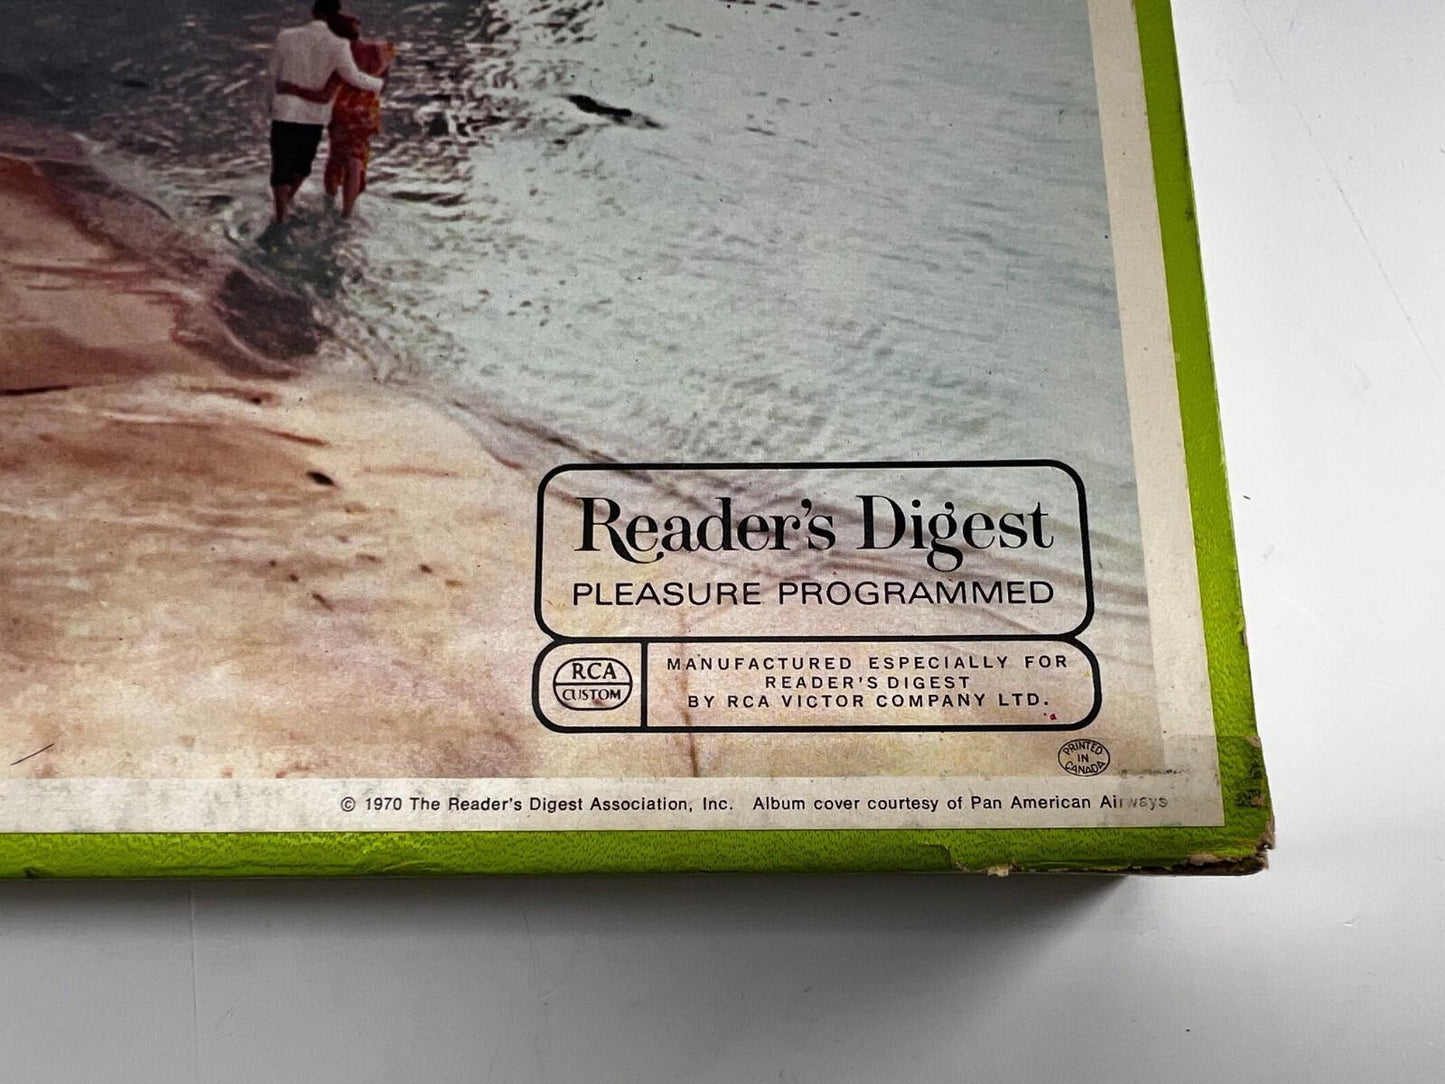 Reader's Digest
PLEASURE PROGRAMMED
RCA
CUSTOM
MANUFACTURED ESPECIALLY FOR
READER'S DIGEST
BY RCA VICTOR COMPANY LTD.
PRINTED
IN
CANADA
© 1970 The Reader's Digest Association, Inc. Album cover courtesy of Pan American Airways